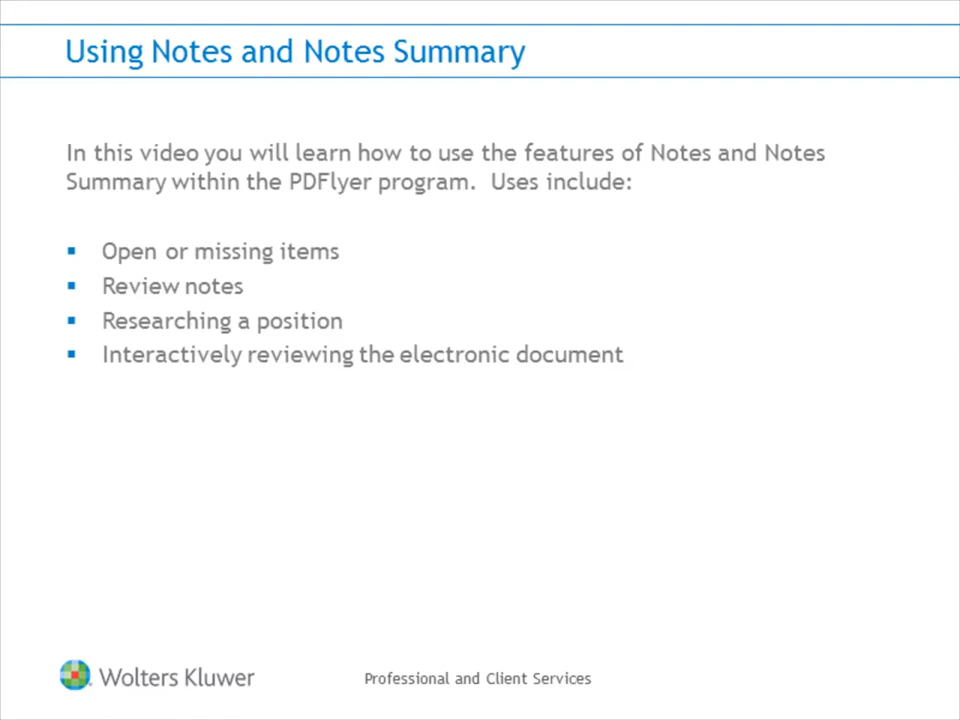 Using Notes and Notes Summary
In this video you will learn how to use the features of Notes and Notes
Summary within the PDFlyer program.  Uses include:
Open or missing items
Review notes
Researching a position
Interactively reviewing the electronic document
Wolters Kluwer
Professional and Client Services